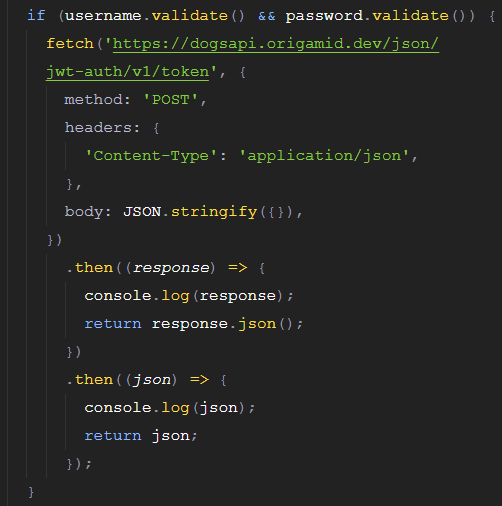 if (username.validate() && password.validate()) {
fetch('https://dogsapi.origamid.dev/json/
jwt-auth/v1/token', {
method: 'POST',
headers: {
'Content-Type': 'application/json',
},
body: JSON.stringify({}),
})
.then((response) => {
console.log(response);
return response.json();
})
.then((json) => {
console.log(json);
return json;
});
}